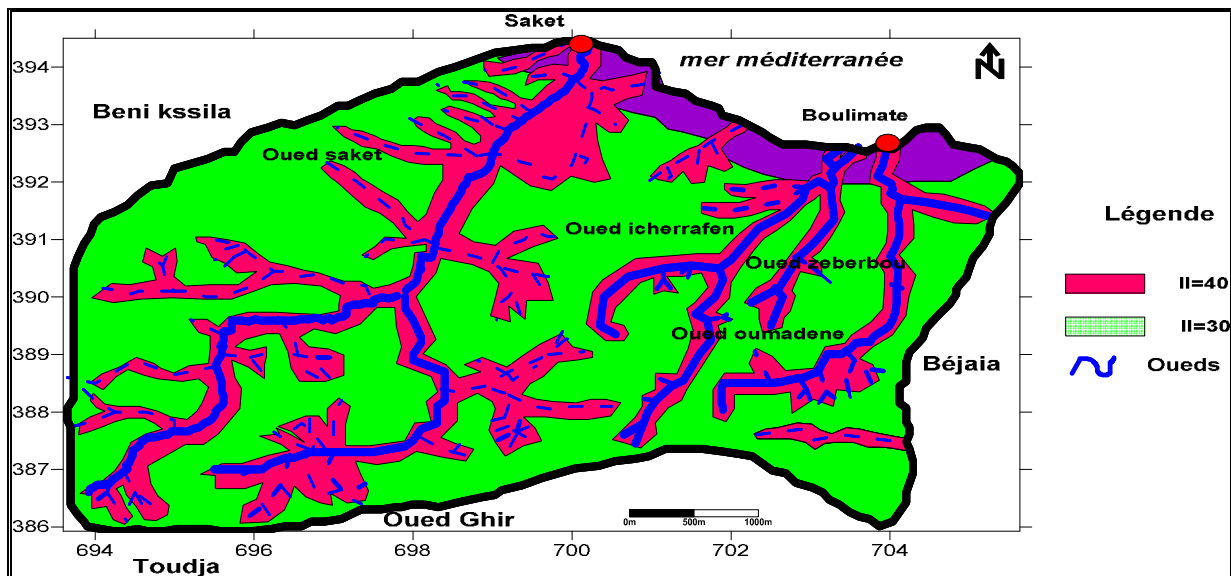 Saket
mer méditerranée
N
Beni kssila
Boulimate
Oued saket
Oued icherrafen
Oued zeberbou
Oued oumadene
Béjaia
Oued Ghir
Toudja
394
393
392
391
390
389
388
387
386
694
696
698
700
702
704
0m
500m
1000m
Légende
II=40
II=30
Oueds